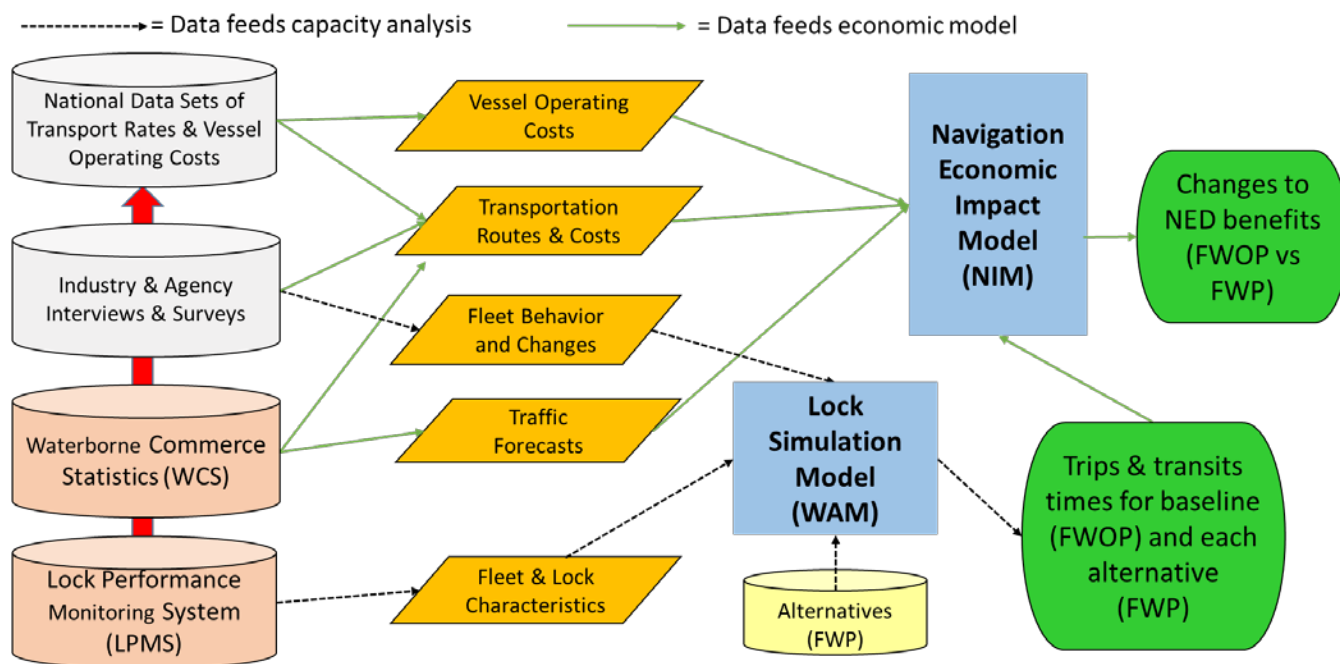 = Data feeds capacity analysis
= Data feeds economic model
National Data Sets of
Transport Rates & Vessel
Operating Costs
Industry & Agency
Interviews & Surveys
Waterborne Commerce
Statistics (WCS)
Lock Performance
Monitoring System
(LPMS)
Vessel Operating
Costs
Transportation
Routes & Costs
Fleet Behavior
and Changes
Traffic
Forecasts
Fleet & Lock
Characteristics
Navigation
Economic
Impact
Model
(NIM)
Lock
Simulation
Model
(WAM)
Alternatives
(FWP)
Changes to
NED benefits
(FWOP vs
FWP)
Trips & transits
times for baseline
(FWOP) and each
alternative
(FWP)